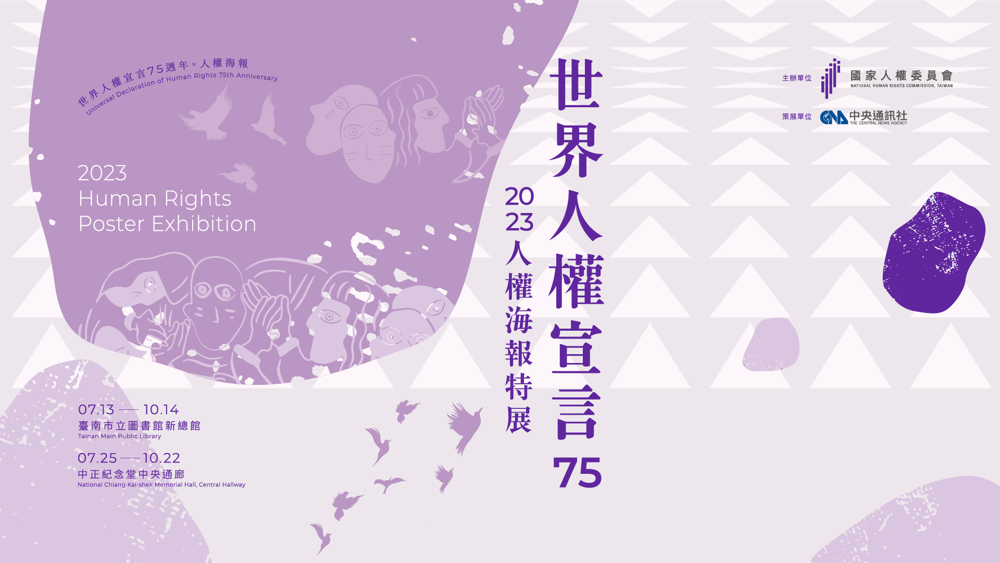 世界人權宣言75週年×人權海報
Universal Declaration of Human Rights 75th Anniversary
2023
Human Rights
Poster Exhibition
世界人權宣言75
20
23
人權海報特展
主辦單位
國家人權委員會
NATIONAL HUMAN RIGHTS COMMISSION, TAIWAN
策展單位
CNA
中央通訊社
THE CENTRAL NEWS AGENCY
07.13 — 10.14
臺南市立圖書館新總館
Tainan Main Public Library
07.25 — 10.22
中正紀念堂中央通廊
National Chiang Kai-shek Memorial Hall, Central Hallway